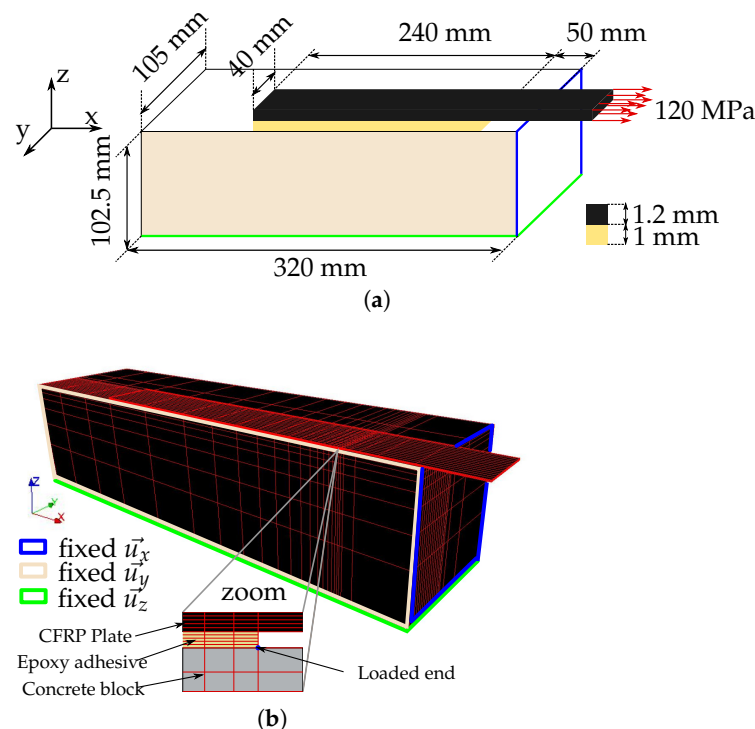 240 mm
50 mm
105 mm
40 mm
z
x
y
120 MPa
102.5 mm
1.2 mm
1 mm
320 mm
(a)
z
y
x
fixed u⃗x
fixed u⃗y
fixed u⃗z
zoom
CFRP Plate
Epoxy adhesive
Concrete block
Loaded end
(b)